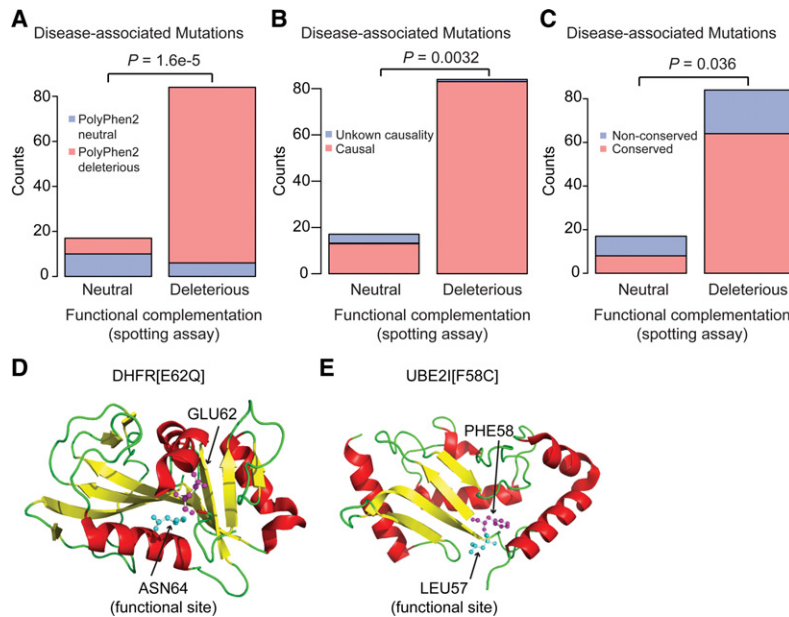 A
Disease-associated Mutations
P = 1.6e-5
PolyPhen2
neutral
PolyPhen2
deleterious
Counts
80
60
40
20
0
Neutral
Deleterious
Functional complementation
(spotting assay)
B
Disease-associated Mutations
P = 0.0032
Unkown causality
Causal
Counts
80
60
40
20
0
Neutral
Deleterious
Functional complementation
(spotting assay)
C
Disease-associated Mutations
P = 0.036
Non-conserved
Conserved
Counts
80
60
40
20
0
Neutral
Deleterious
Functional complementation
(spotting assay)
D
DHFR[E62Q]
GLU62
ASN64
(functional site)
E
UBE2I[F58C]
PHE58
LEU57
(functional site)